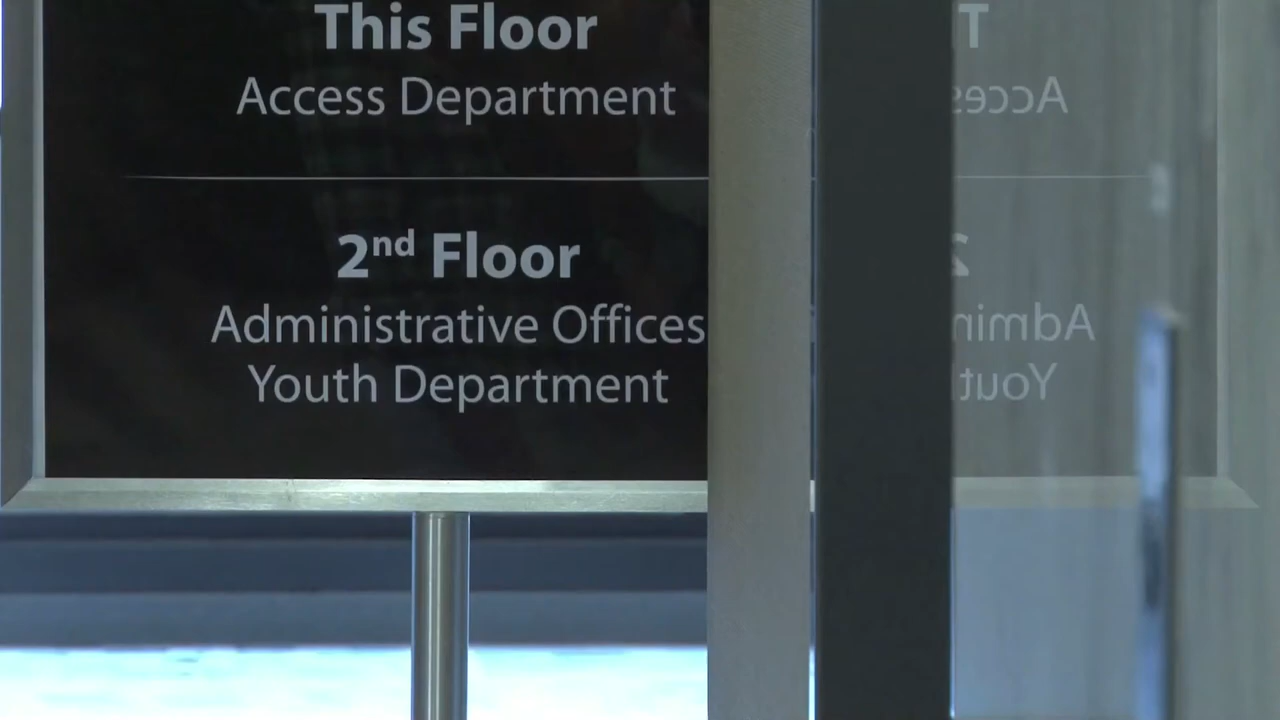 This Floor
Access Department
2nd Floor
Administrative Offices
Youth Department